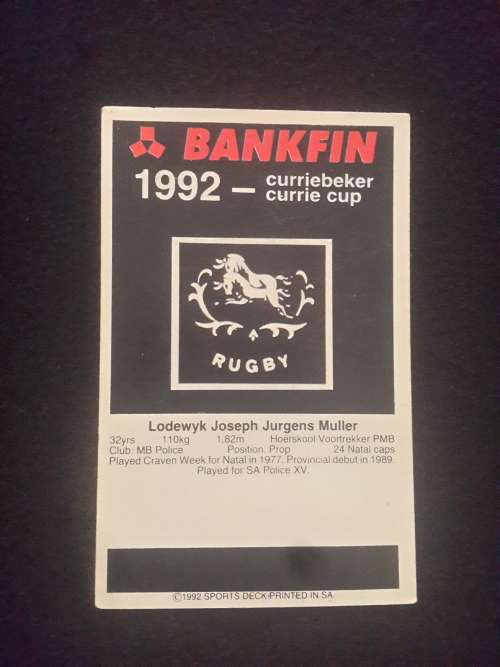 BANKFIN
1992 – curriebeker
currie cup
RUGBY
Lodewyk Joseph Jurgens Muller
32yrs 110kg 1,82m Hoërskool Voortrekker PMB
Club: MB Police Position: Prop 24 Natal caps
Played Craven Week for Natal in 1977. Provincial debut in 1989.
Played for SA Police XV.
©1992 SPORTS DECK-PRINTED IN SA